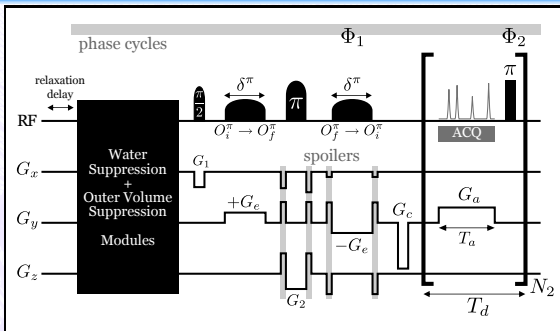 phase cycles Φ₁ Φ₂
relaxation
delay
π/2 δ^π π δ^π π
RF
O_i^π → O_f^π O_f^π → O_i^π
ACQ
Water
Suppression
+
Outer Volume
Suppression
Modules
spoilers
G_x G_1
G_y +G_e −G_e G_c G_a
T_a
G_z G_2
N_2
T_d